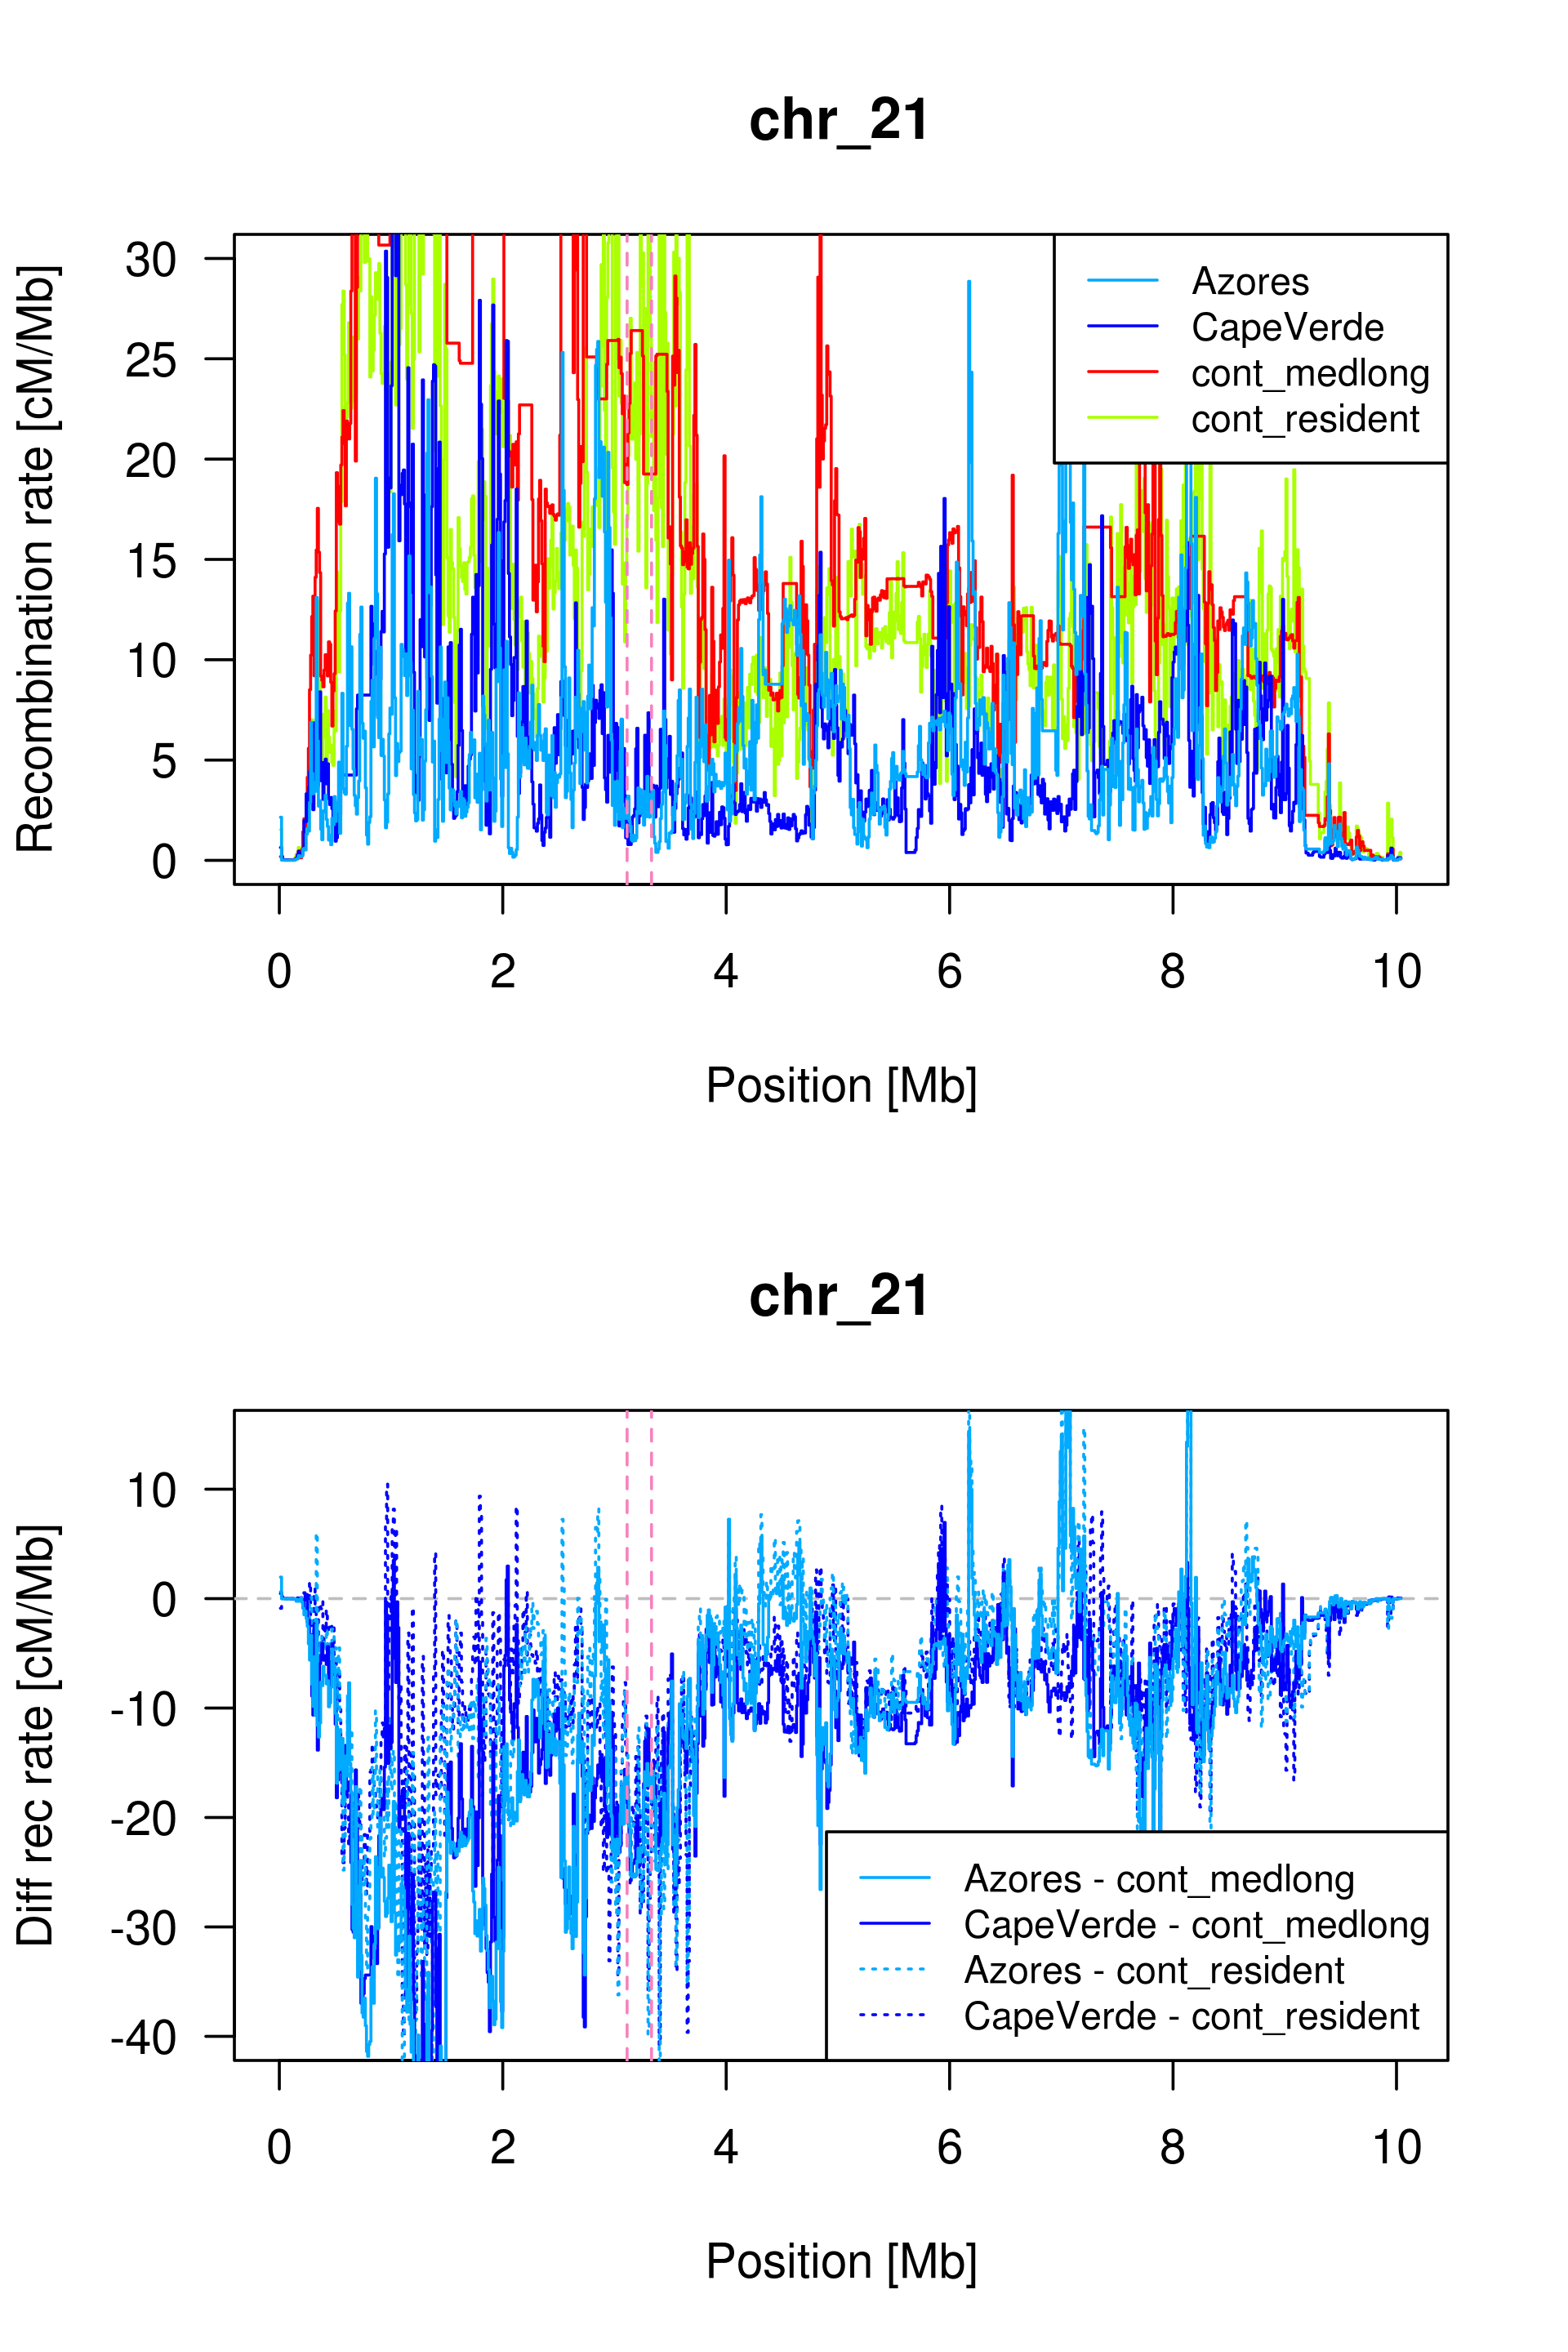 chr_21
Recombination rate [cM/Mb]
30
25
20
15
10
5
0
Azores
CapeVerde
cont_medlong
cont_resident
0 2 4 6 8 10
Position [Mb]
chr_21
Diff rec rate [cM/Mb]
10
0
-10
-20
-30
-40
Azores - cont_medlong
CapeVerde - cont_medlong
Azores - cont_resident
CapeVerde - cont_resident
0 2 4 6 8 10
Position [Mb]